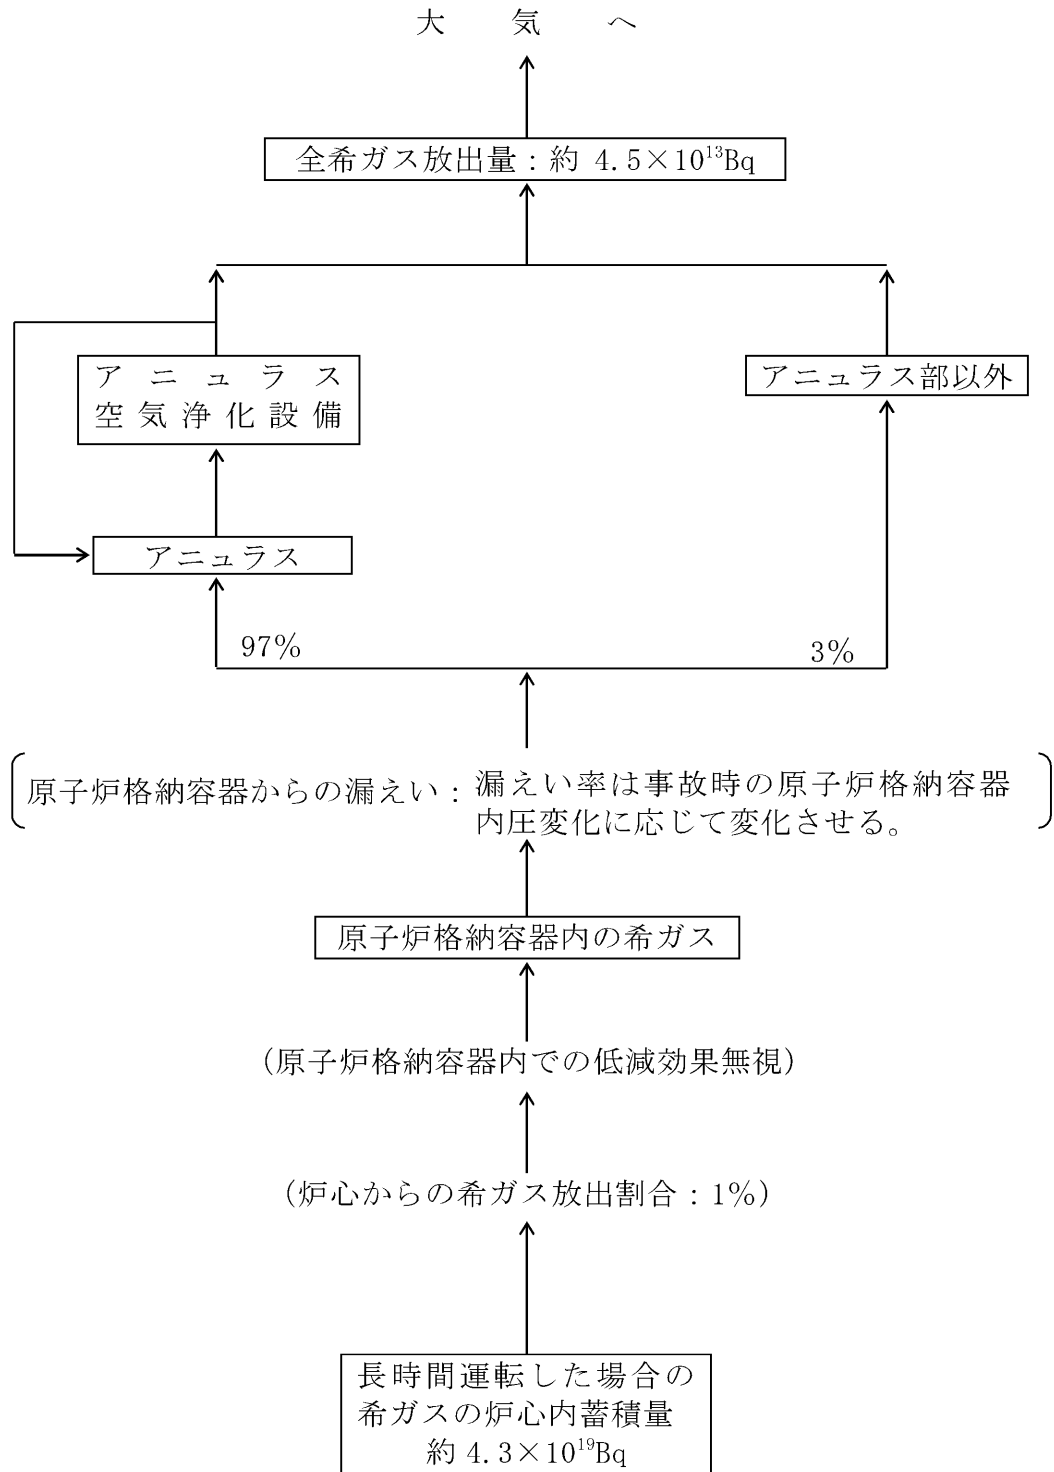 大気へ
全希ガス放出量：約 4.5×10¹³Bq
アニュラス
空気浄化設備
アニュラス部以外
アニュラス
97%
3%
原子炉格納容器からの漏えい：漏えい率は事故時の原子炉格納容器
内圧変化に応じて変化させる。
原子炉格納容器内の希ガス
(原子炉格納容器内での低減効果無視)
(炉心からの希ガス放出割合：1%)
長時間運転した場合の
希ガスの炉心内蓄積量
約 4.3×10¹⁹Bq